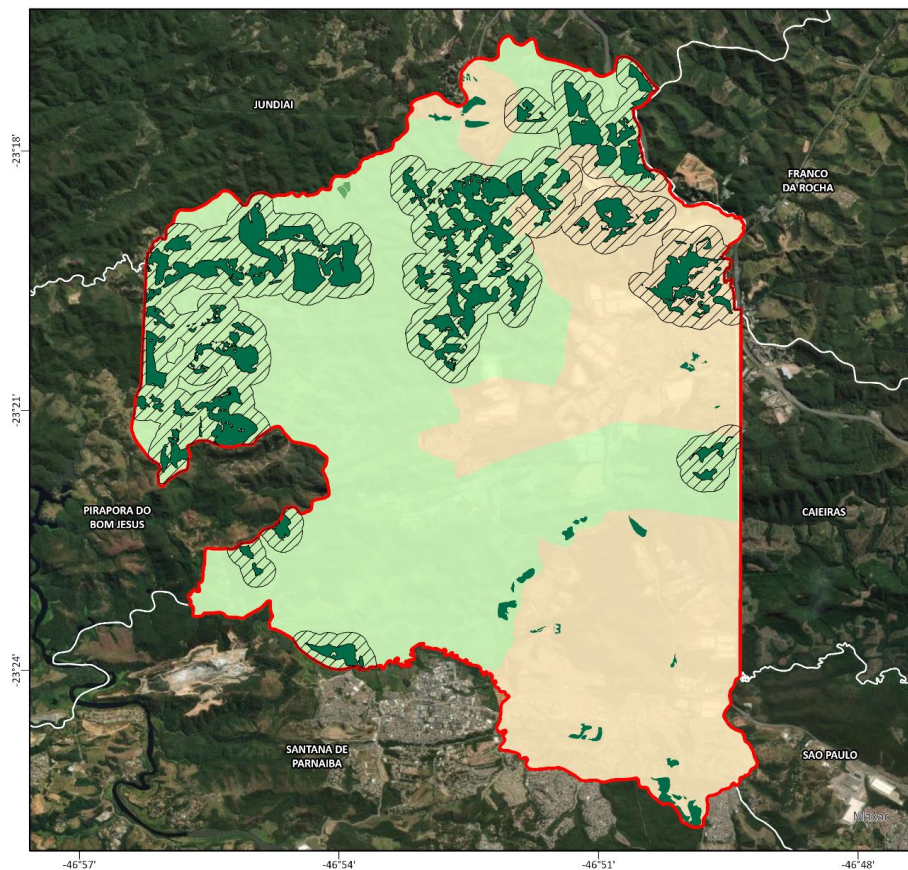 JUNDIAI
-23°18'
FRANCO
DA ROCHA
-23°21'
PIRAPORA DO
BOM JESUS
CAIEIRAS
-23°24'
SANTANA DE
PARNAIBA
SAO PAULO
Maxar
-46°57'
-46°54'
-46°51'
-46°48'